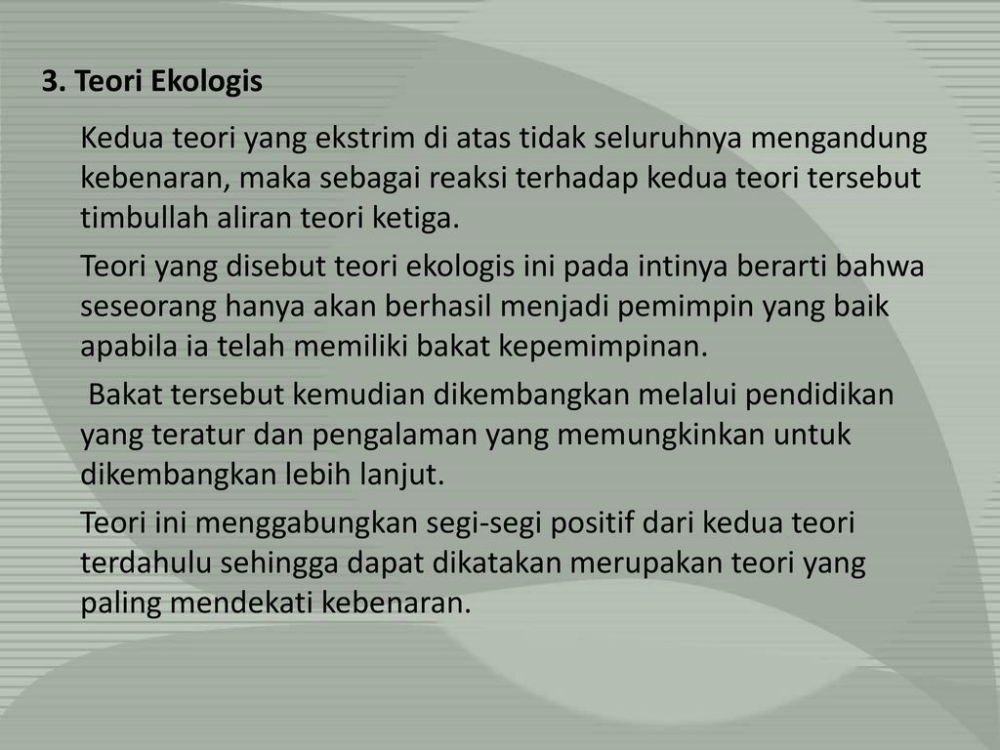 3. Teori Ekologis
Kedua teori yang ekstrim di atas tidak seluruhnya mengandung
kebenaran, maka sebagai reaksi terhadap kedua teori tersebut
timbullah aliran teori ketiga.
Teori yang disebut teori ekologis ini pada intinya berarti bahwa
seseorang hanya akan berhasil menjadi pemimpin yang baik
apabila ia telah memiliki bakat kepemimpinan.
Bakat tersebut kemudian dikembangkan melalui pendidikan
yang teratur dan pengalaman yang memungkinkan untuk
dikembangkan lebih lanjut.
Teori ini menggabungkan segi-segi positif dari kedua teori
terdahulu sehingga dapat dikatakan merupakan teori yang
paling mendekati kebenaran.